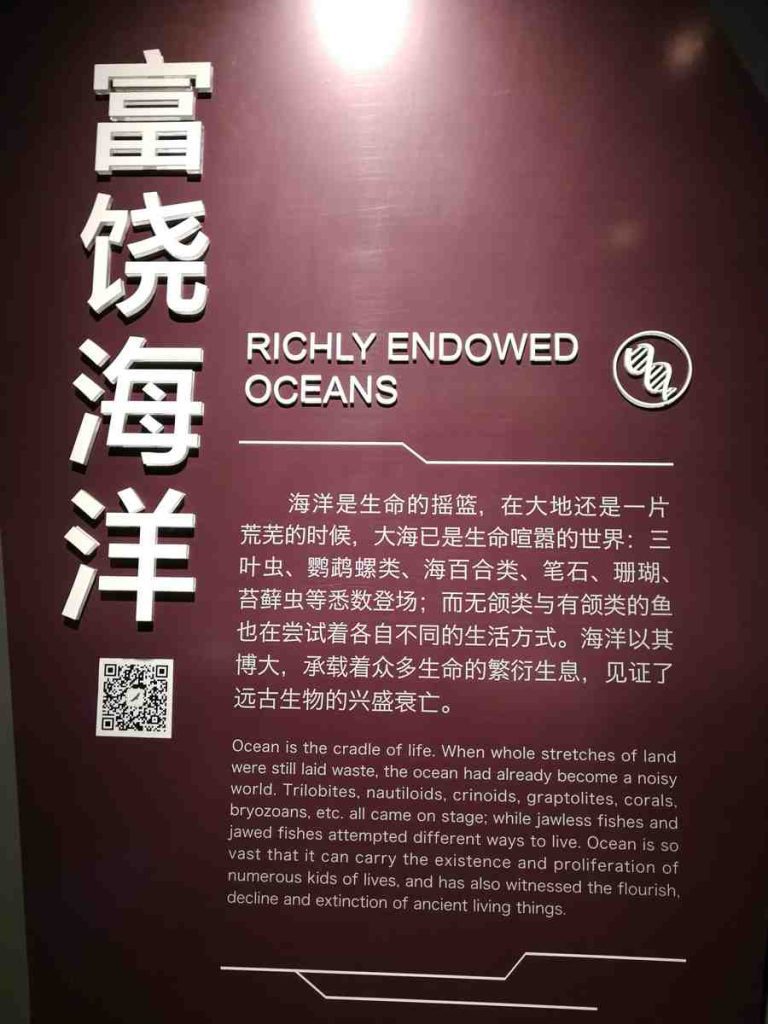 富饶海洋
RICHLY ENDOWED
OCEANS
海洋是生命的摇篮，在大地还是一片
荒芜的时候，大海已是生命喧嚣的世界：三
叶虫、鹦鹉螺类、海百合类、笔石、珊瑚、
苔藓虫等悉数登场；而无颌类与有颌类的鱼
也在尝试着各自不同的生活方式。海洋以其
博大，承载着众多生命的繁衍生息，见证了
远古生物的兴盛衰亡。
Ocean is the cradle of life. When whole stretches of land
were still laid waste, the ocean had already become a noisy
world. Trilobites, nautiloids, crinoids, graptolites, corals,
bryozoans, etc. all came on stage; while jawless fishes and
jawed fishes attempted different ways to live. Ocean is so
vast that it can carry the existence and proliferation of
numerous kids of lives, and has also witnessed the flourish,
decline and extinction of ancient living things.